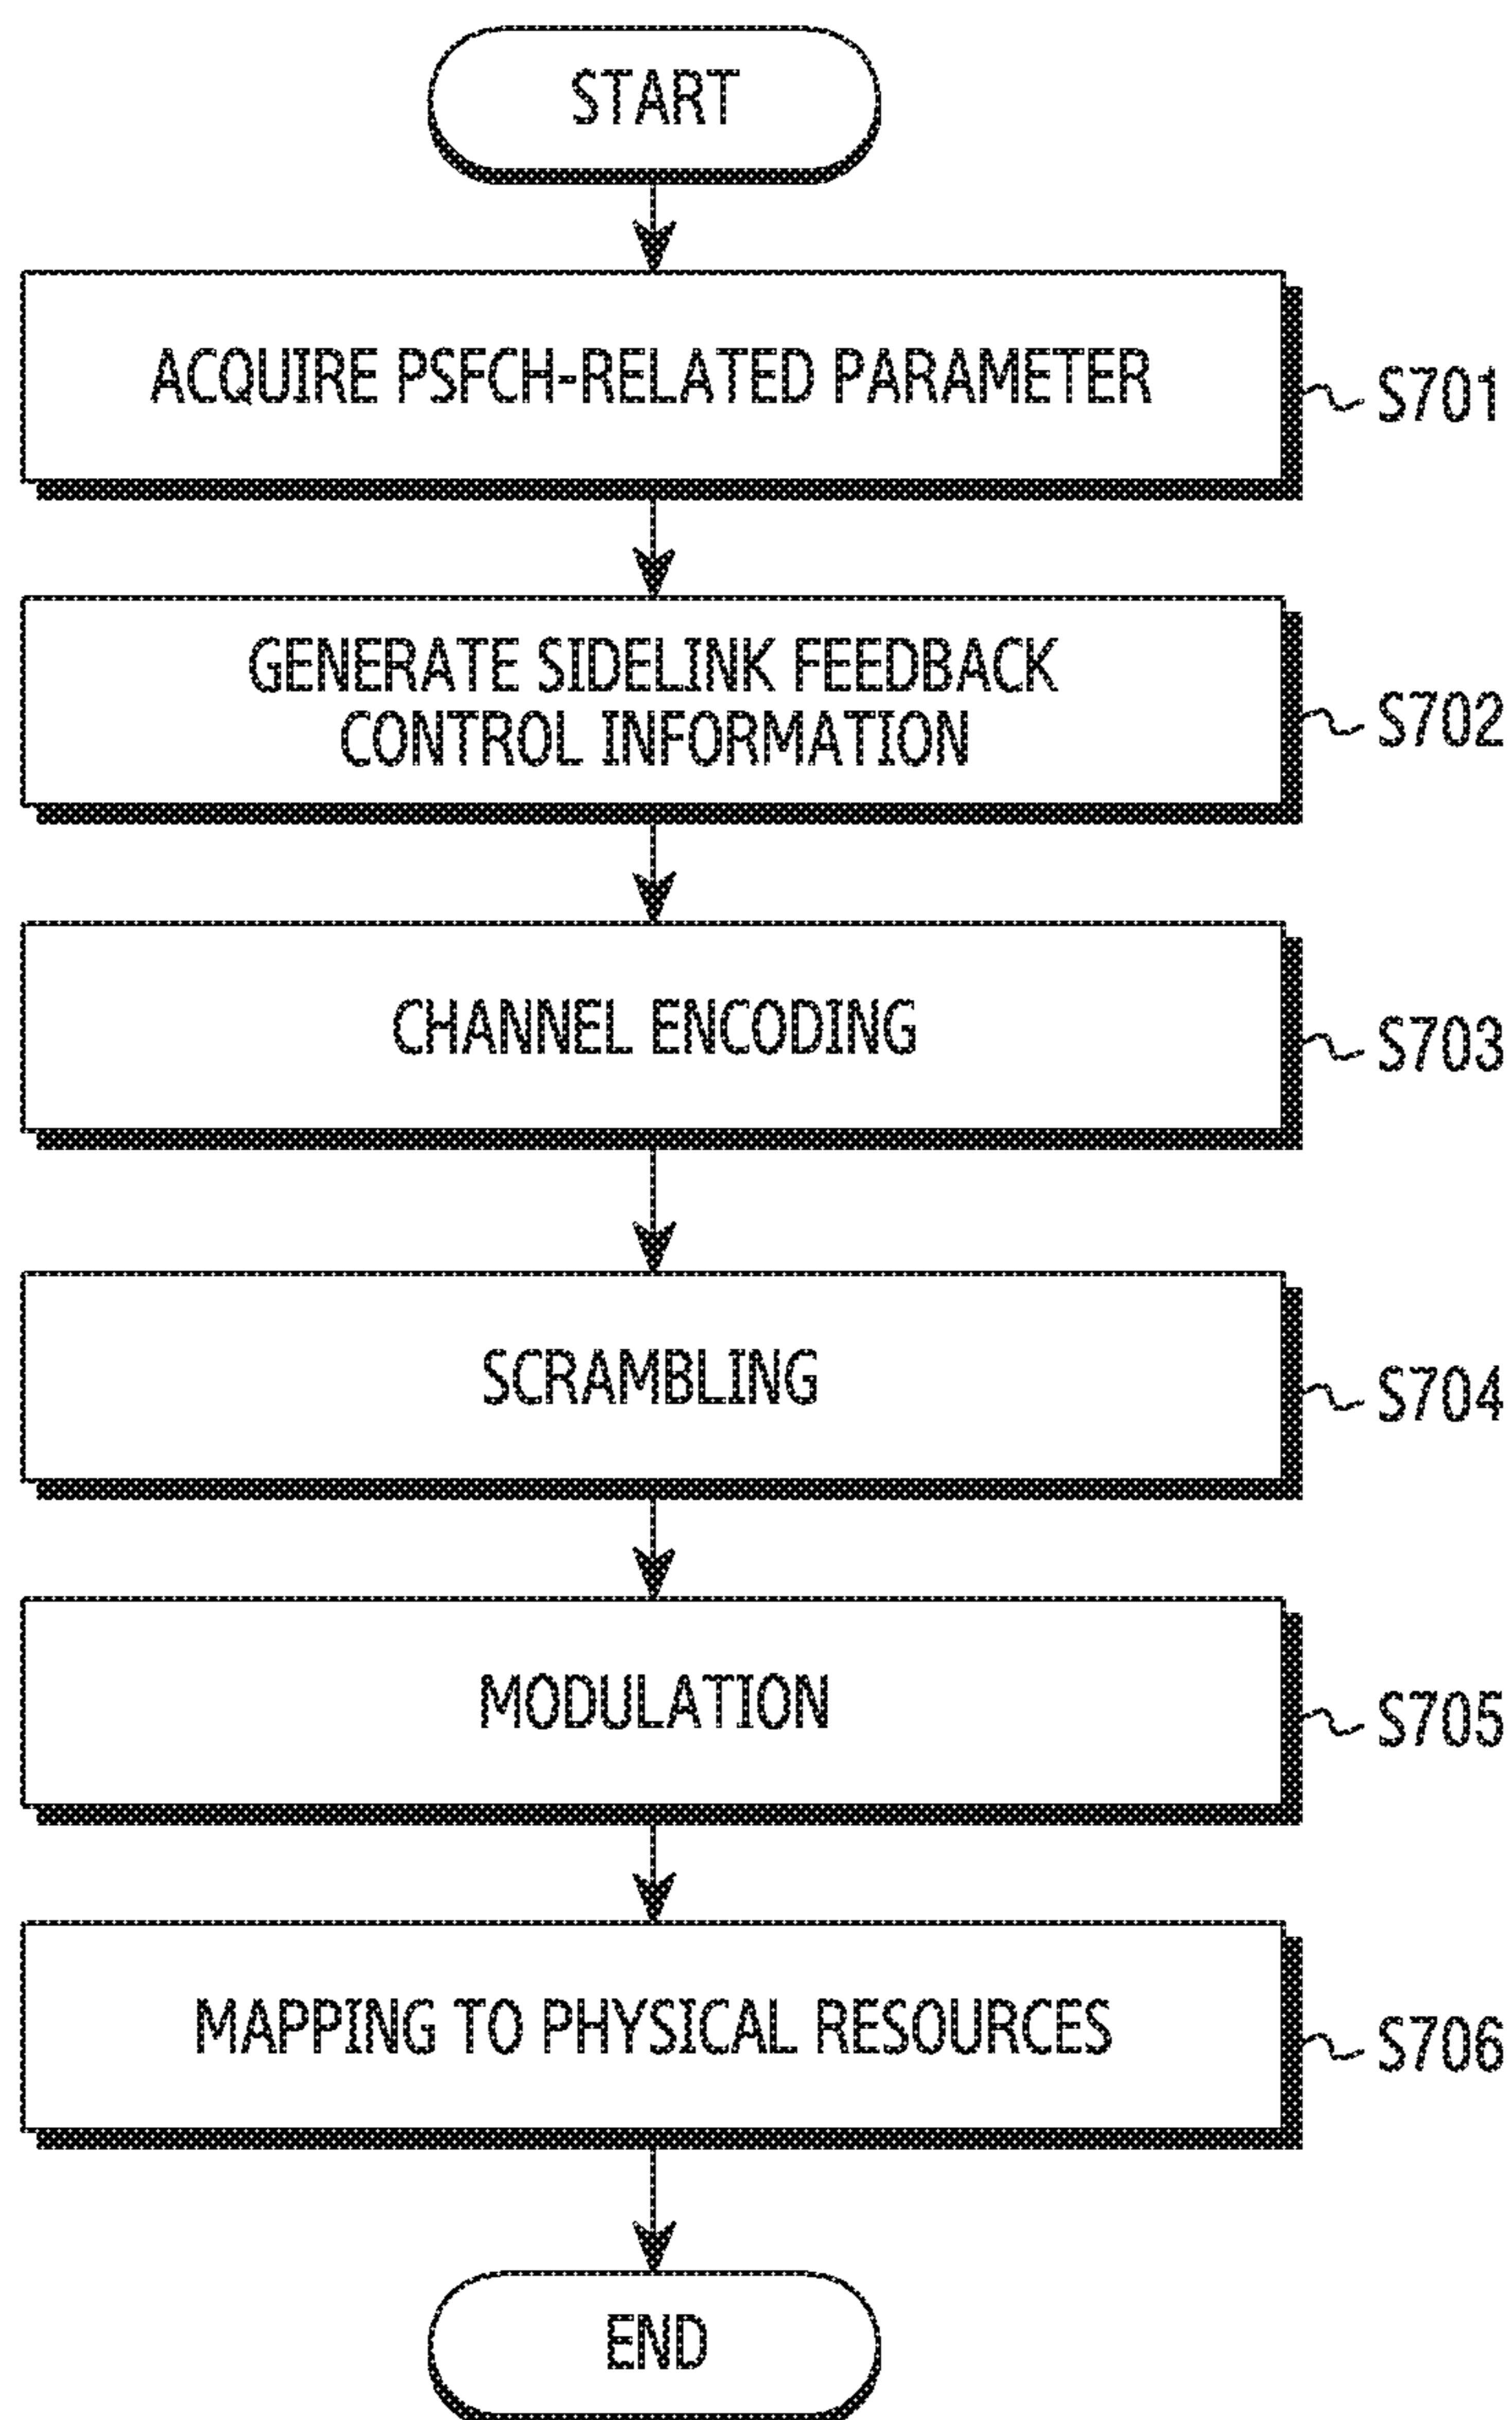 START
ACQUIRE PSFCH-RELATED PARAMETER
S701
GENERATE SIDELINK FEEDBACK
CONTROL INFORMATION
S702
CHANNEL ENCODING
S703
SCRAMBLING
S704
MODULATION
S705
MAPPING TO PHYSICAL RESOURCES
S706
END